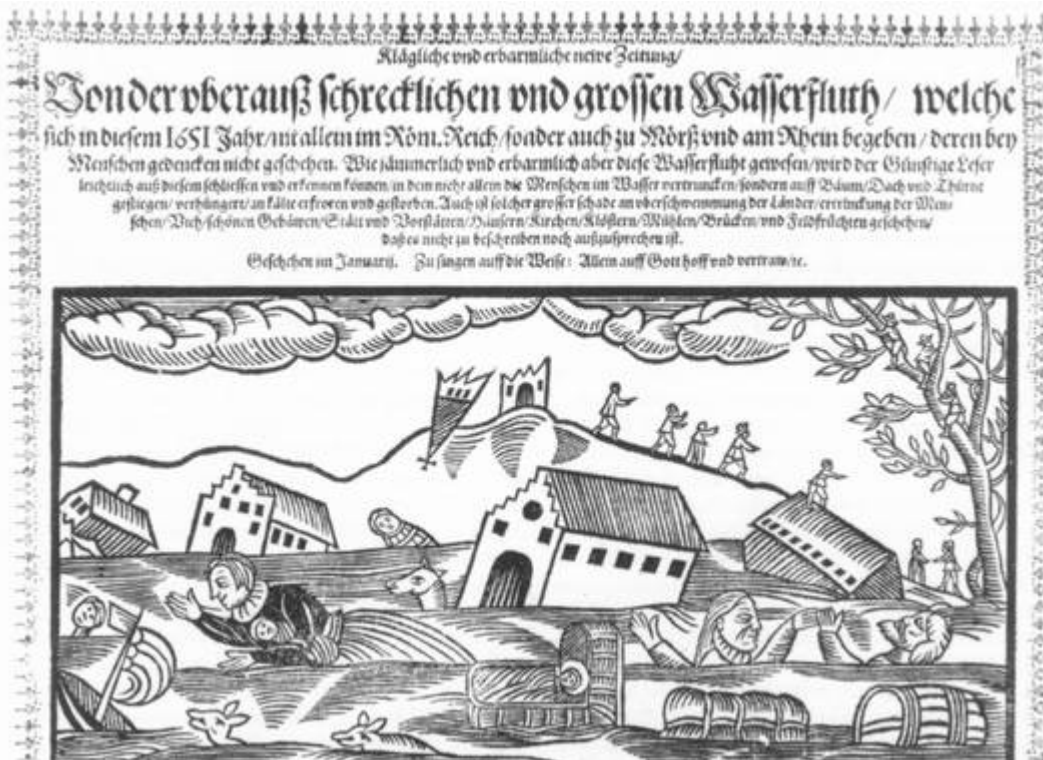 Klägliche vnd erbarmliche newe Zeitung/
Von der vberauß schrecklichen vnd grossen Wasserfluth/ welche
sich in diesem 1651 Jahr/nit allein im Röm. Reich/sonder auch zu Mörß vnd am Rhein begeben/deren bey
Menschen gedencken nicht geschehen. Wie jämmerlich vnd erbarmlich aber diese Wasserfluht gewesen/wird der Günstige Leser
leichtlich auß diesem schliessen vnd erkennen können/in dem nicht allein die Menschen im Wasser vertruncken/sondern auff Bäum/Dach vnd Thürne
gestiegen/verhungert/an Kälte erfroren vnd gestorben. Auch ist solcher grosser schade an vberschwemmung der Länder/ertrinckung der Men-
schen/Vieh/schönen Gebäwen/Stätt vnd Vorstätten/Häusern/Kirchen/Klöstern/Mühlen/Brücken/vnd Feldfrüchten geschehen/
daß es nicht zu beschreiben noch außzusprechen ist.
Geschehen im Januarij. Zu singen auff die Weise: Allein auff Gott hoff vnd vertraw/ec.